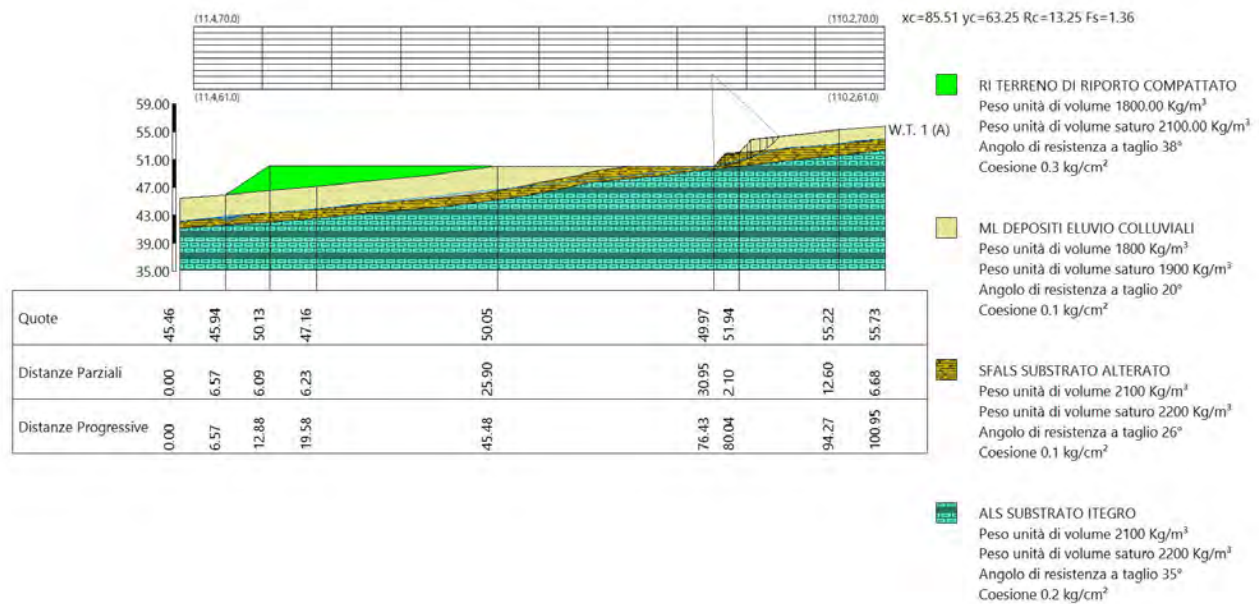 (11.4,70.0)
(110.2,70.0)
xc=85.51 yc=63.25 Rc=13.25 Fs=1.36
(11.4,61.0)
(110.2,61.0)
59.00
55.00
51.00
47.00
43.00
39.00
35.00
W.T. 1 (A)
RI TERRENO DI RIPORTO COMPATTATO
Peso unità di volume 1800.00 Kg/m³
Peso unità di volume saturo 2100.00 Kg/m³
Angolo di resistenza a taglio 38°
Coesione 0.3 kg/cm²
ML DEPOSITI ELUVIO COLLUVIALI
Peso unità di volume 1800 Kg/m³
Peso unità di volume saturo 1900 Kg/m³
Angolo di resistenza a taglio 20°
Coesione 0.1 kg/cm²
SFALS SUBSTRATO ALTERATO
Peso unità di volume 2100 Kg/m³
Peso unità di volume saturo 2200 Kg/m³
Angolo di resistenza a taglio 26°
Coesione 0.1 kg/cm²
ALS SUBSTRATO ITEGRO
Peso unità di volume 2100 Kg/m³
Peso unità di volume saturo 2200 Kg/m³
Angolo di resistenza a taglio 35°
Coesione 0.2 kg/cm²
Quote 45.46 45.94 50.13 47.16 50.05 49.97 51.94 55.22 55.73
Distanze Parziali 0.00 6.57 6.09 6.23 25.90 30.95 2.10 12.60 6.68
Distanze Progressive 0.00 6.57 12.88 19.58 45.48 76.43 80.04 94.27 100.95